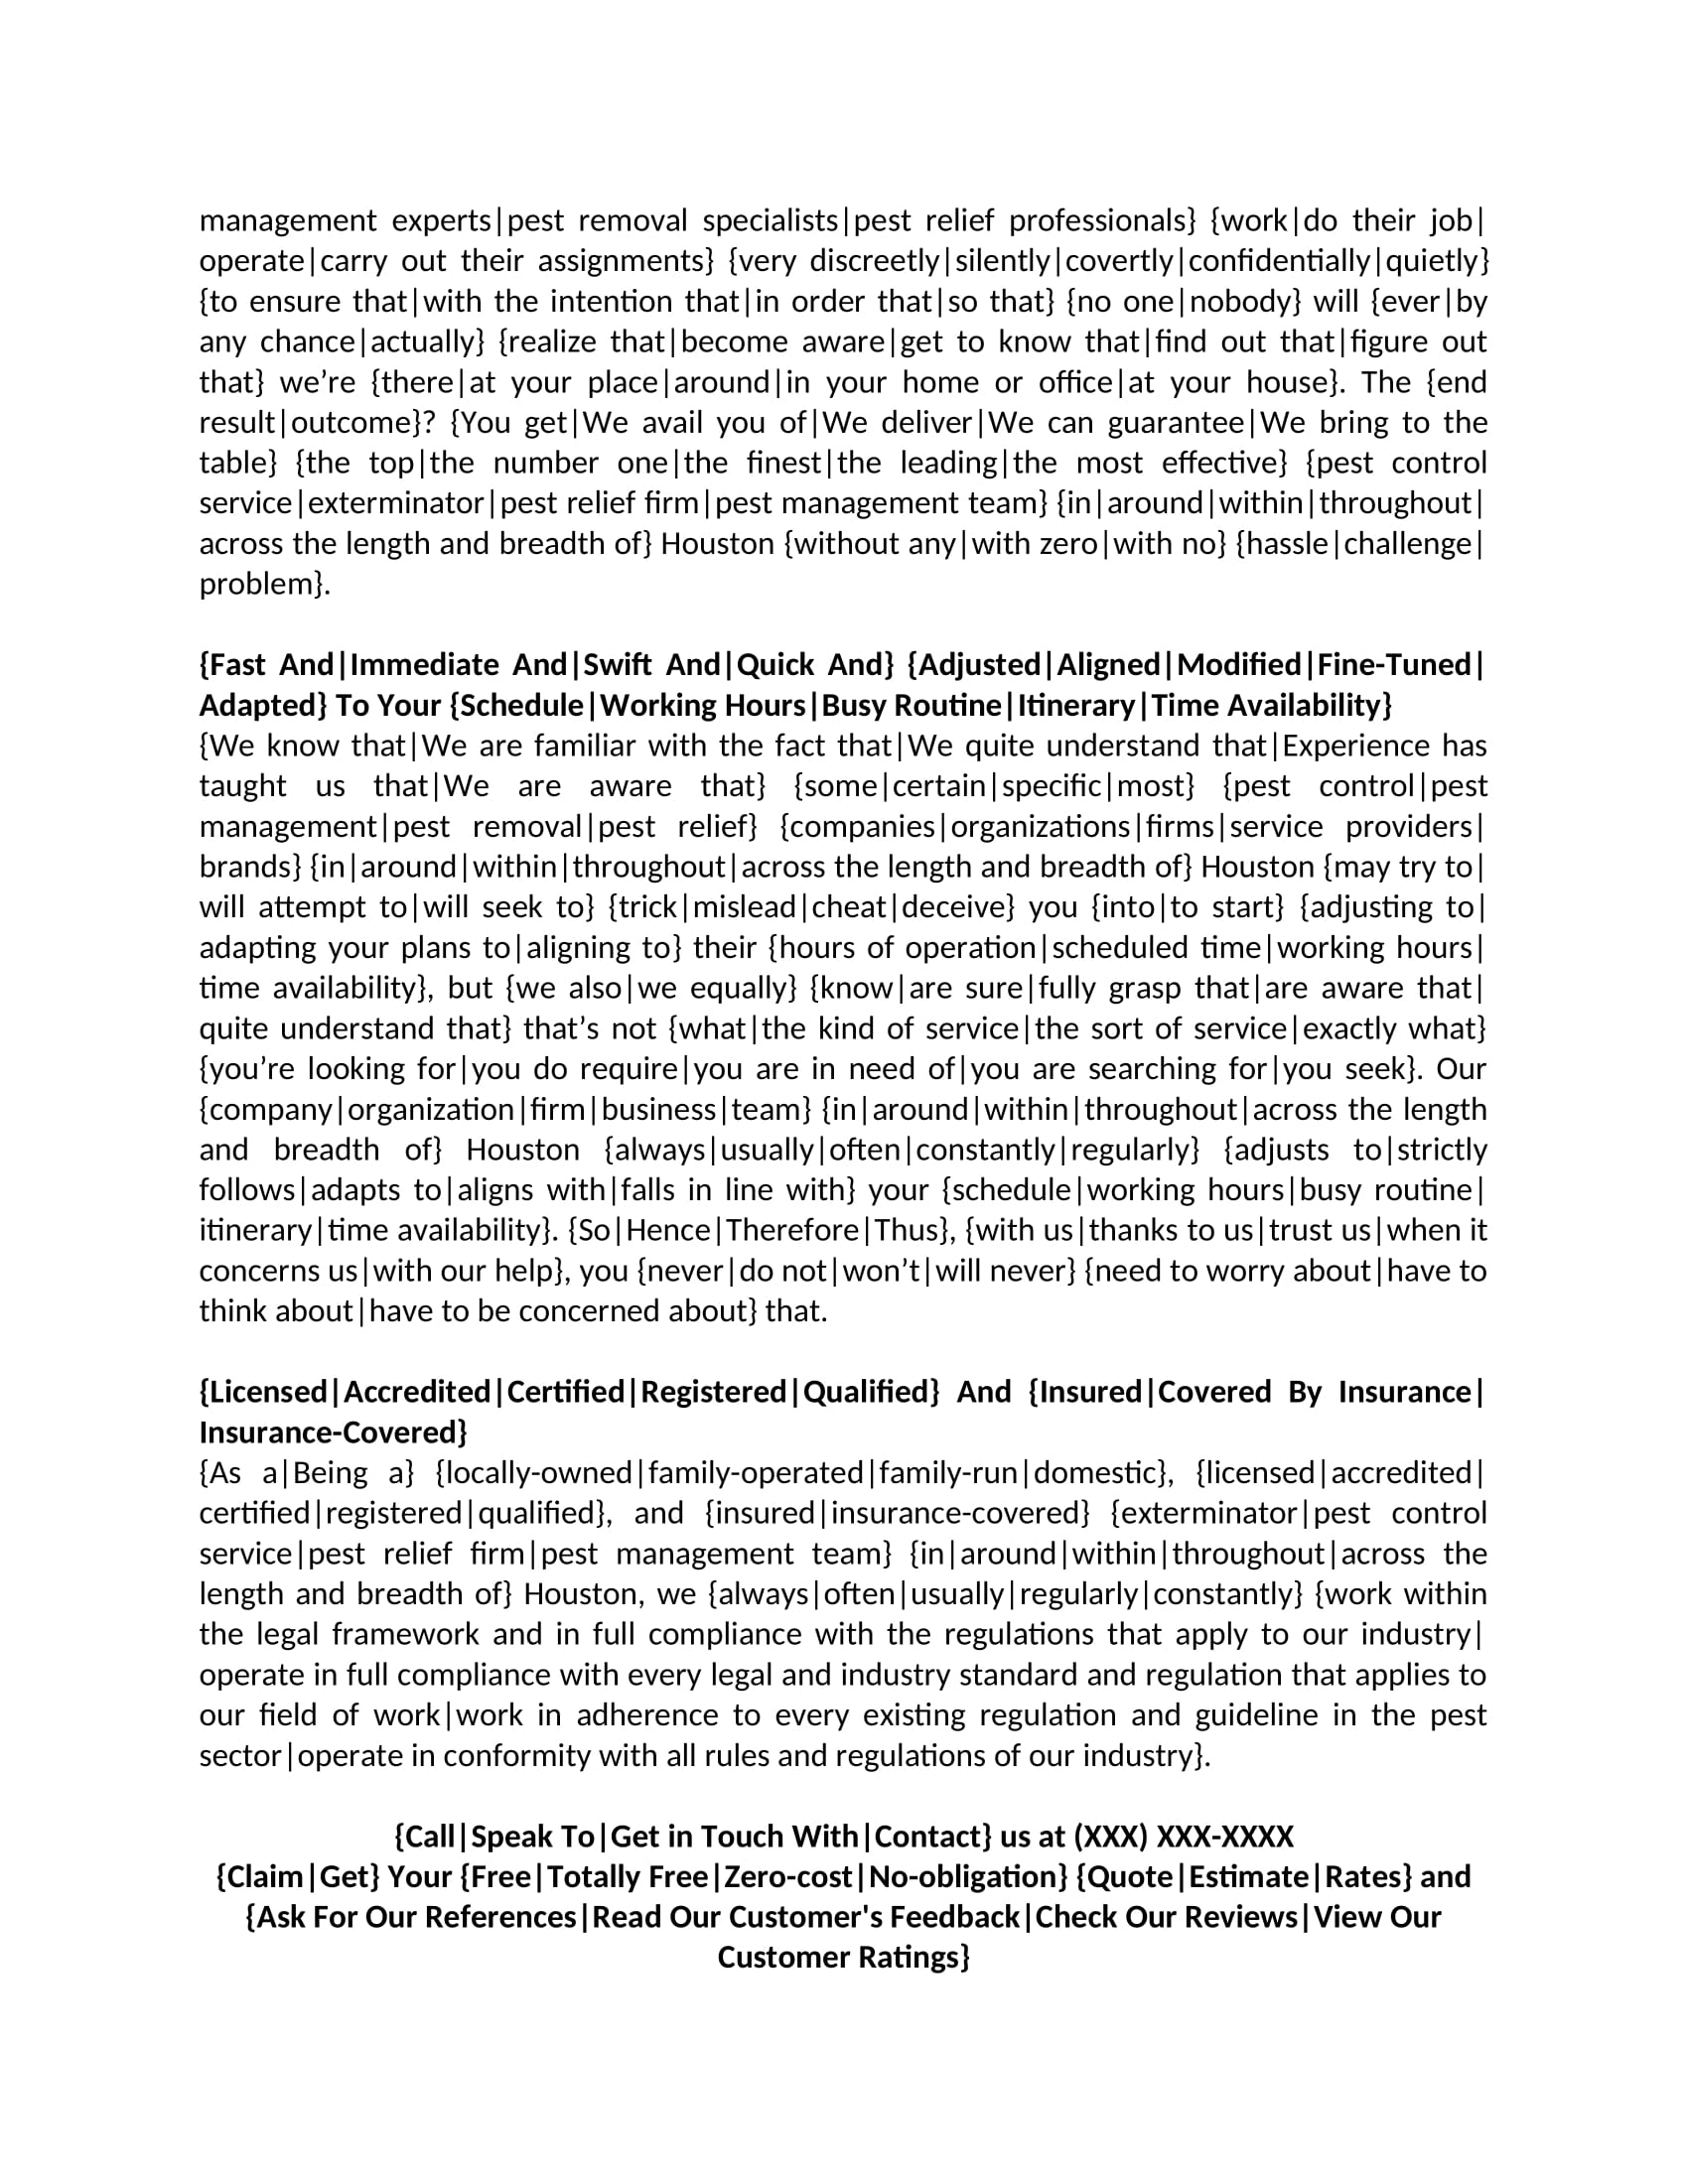 management experts|pest removal specialists|pest relief professionals} {work|do their job|
operate|carry out their assignments} {very discreetly|silently|covertly|confidentially|quietly}
{to ensure that|with the intention that|in order that|so that} {no one|nobody} will {ever|by
any chance|actually} {realize that|become aware|get to know that|find out that|figure out
that} we’re {there|at your place|around|in your home or office|at your house}. The {end
result|outcome}? {You get|We avail you of|We deliver|We can guarantee|We bring to the
table} {the top|the number one|the finest|the leading|the most effective} {pest control
service|exterminator|pest relief firm|pest management team} {in|around|within|throughout|
across the length and breadth of} Houston {without any|with zero|with no} {hassle|challenge|
problem}.
{Fast And|Immediate And|Swift And|Quick And} {Adjusted|Aligned|Modified|Fine-Tuned|
Adapted} To Your {Schedule|Working Hours|Busy Routine|Itinerary|Time Availability}
{We know that|We are familiar with the fact that|We quite understand that|Experience has
taught us that|We are aware that} {some|certain|specific|most} {pest control|pest
management|pest removal|pest relief} {companies|organizations|firms|service providers|
brands} {in|around|within|throughout|across the length and breadth of} Houston {may try to|
will attempt to|will seek to} {trick|mislead|cheat|deceive} you {into|to start} {adjusting to|
adapting your plans to|aligning to} their {hours of operation|scheduled time|working hours|
time availability}, but {we also|we equally} {know|are sure|fully grasp that|are aware that|
quite understand that} that’s not {what|the kind of service|the sort of service|exactly what}
{you’re looking for|you do require|you are in need of|you are searching for|you seek}. Our
{company|organization|firm|business|team} {in|around|within|throughout|across the length
and breadth of} Houston {always|usually|often|constantly|regularly} {adjusts to|strictly
follows|adapts to|aligns with|falls in line with} your {schedule|working hours|busy routine|
itinerary|time availability}. {So|Hence|Therefore|Thus}, {with us|thanks to us|trust us|when it
concerns us|with our help}, you {never|do not|won’t|will never} {need to worry about|have to
think about|have to be concerned about} that.
{Licensed|Accredited|Certified|Registered|Qualified} And {Insured|Covered By Insurance|
Insurance-Covered}
{As a|Being a} {locally-owned|family-operated|family-run|domestic}, {licensed|accredited|
certified|registered|qualified}, and {insured|insurance-covered} {exterminator|pest control
service|pest relief firm|pest management team} {in|around|within|throughout|across the
length and breadth of} Houston, we {always|often|usually|regularly|constantly} {work within
the legal framework and in full compliance with the regulations that apply to our industry|
operate in full compliance with every legal and industry standard and regulation that applies to
our field of work|work in adherence to every existing regulation and guideline in the pest
sector|operate in conformity with all rules and regulations of our industry}.
{Call|Speak To|Get in Touch With|Contact} us at (XXX) XXX-XXXX
{Claim|Get} Your {Free|Totally Free|Zero-cost|No-obligation} {Quote|Estimate|Rates} and
{Ask For Our References|Read Our Customer's Feedback|Check Our Reviews|View Our
Customer Ratings}